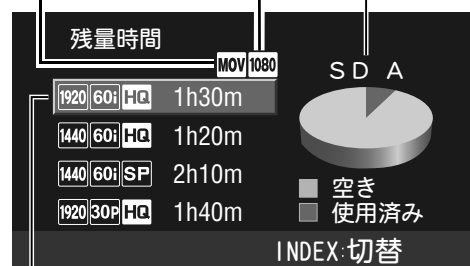 残量時間
MOV 1080
SD A
1920 60i HQ 1h30m
1440 60i HQ 1h20m
1440 60i SP 2h10m
1920 30P HQ 1h40m
空き
使用済み
INDEX:切替